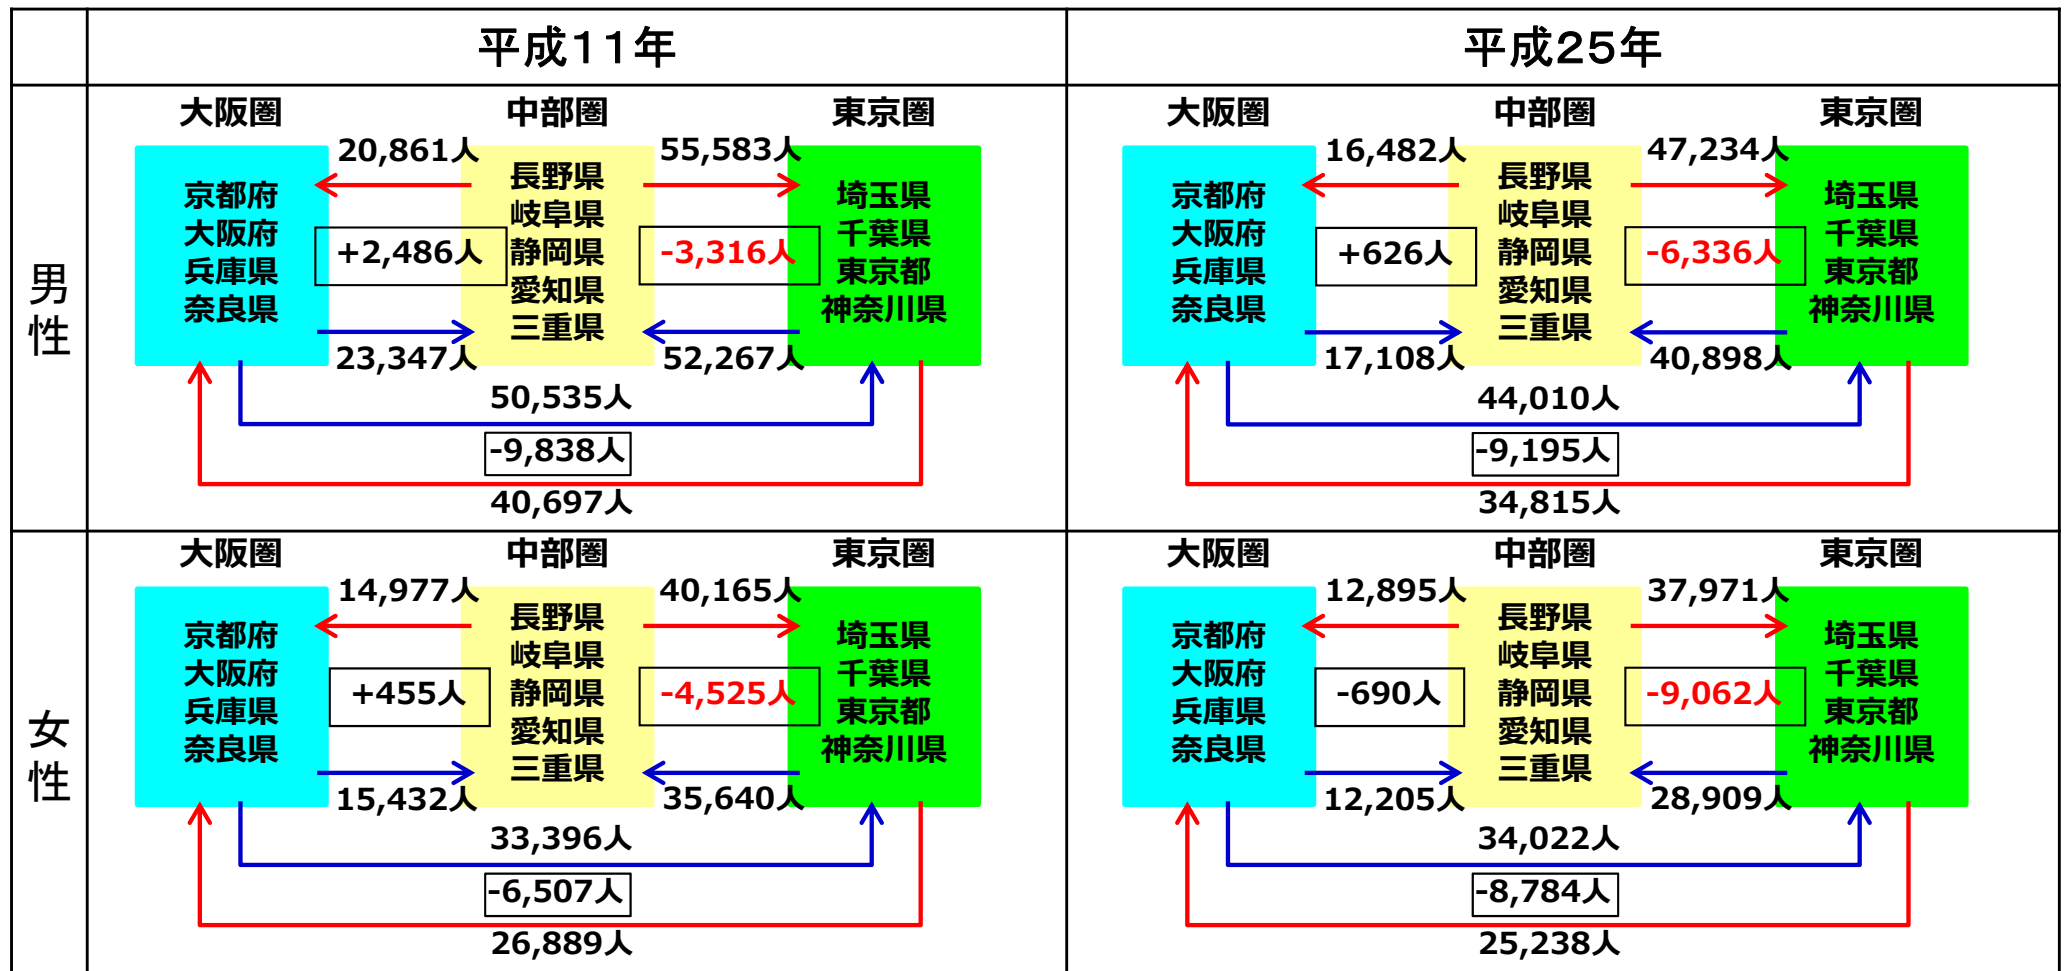 平成11年
平成25年
男性
大阪圏
中部圏
東京圏
20,861人
55,583人
京都府
大阪府
兵庫県
奈良県
長野県
岐阜県
静岡県
愛知県
三重県
埼玉県
千葉県
東京都
神奈川県
+2,486人
-3,316人
23,347人
52,267人
50,535人
-9,838人
40,697人
大阪圏
中部圏
東京圏
16,482人
47,234人
京都府
大阪府
兵庫県
奈良県
長野県
岐阜県
静岡県
愛知県
三重県
埼玉県
千葉県
東京都
神奈川県
+626人
-6,336人
17,108人
40,898人
44,010人
-9,195人
34,815人
女性
大阪圏
中部圏
東京圏
14,977人
40,165人
京都府
大阪府
兵庫県
奈良県
長野県
岐阜県
静岡県
愛知県
三重県
埼玉県
千葉県
東京都
神奈川県
+455人
-4,525人
15,432人
35,640人
33,396人
-6,507人
26,889人
大阪圏
中部圏
東京圏
12,895人
37,971人
京都府
大阪府
兵庫県
奈良県
長野県
岐阜県
静岡県
愛知県
三重県
埼玉県
千葉県
東京都
神奈川県
-690人
-9,062人
12,205人
28,909人
34,022人
-8,784人
25,238人